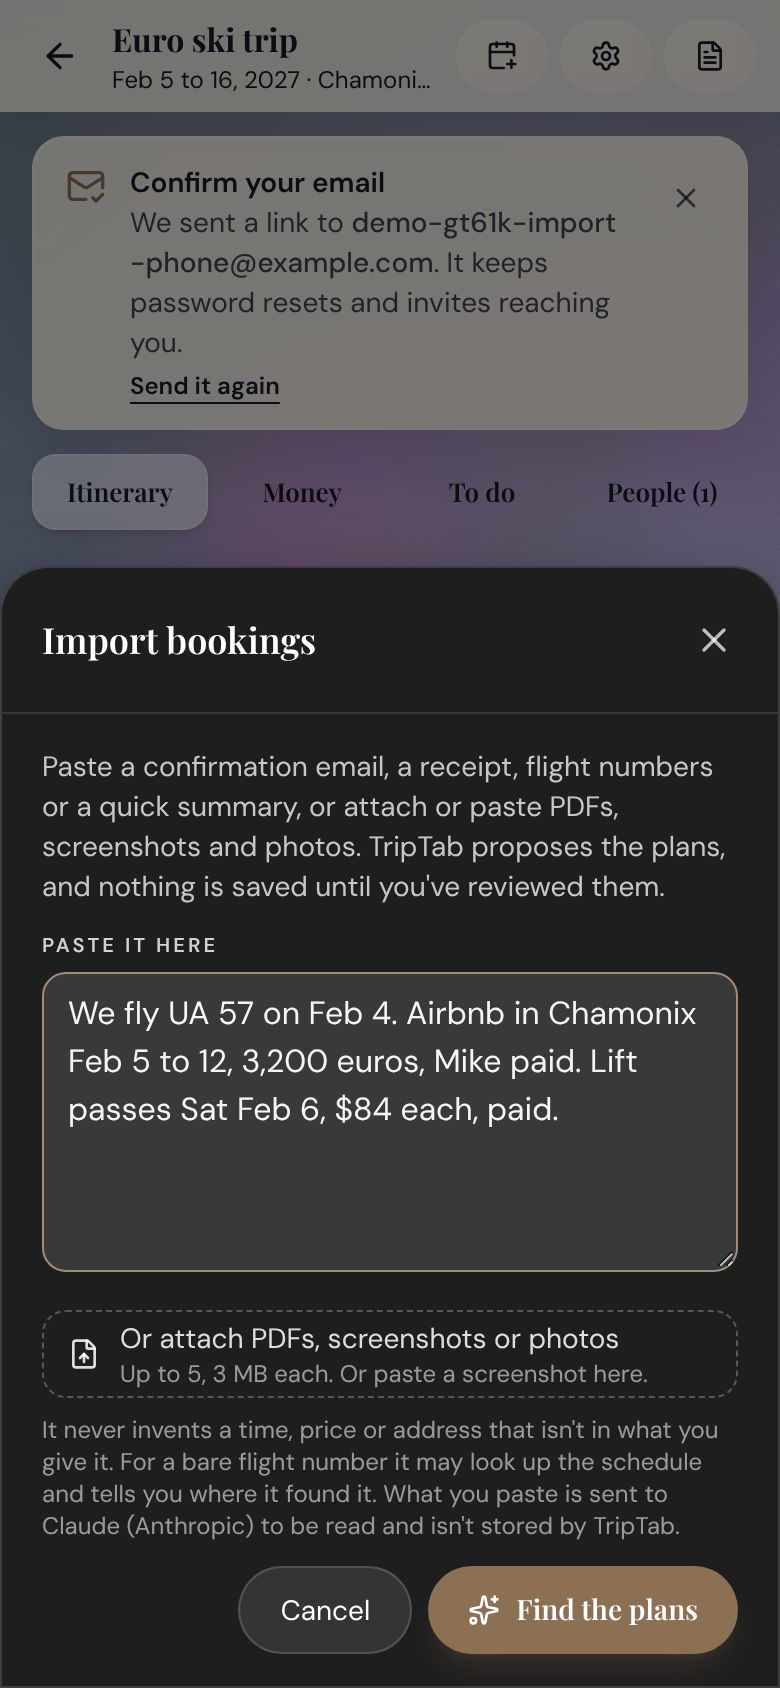 Euro ski trip
Feb 5 to 16, 2027 · Chamoni...
Confirm your email
We sent a link to demo-gt61k-import
-phone@example.com. It keeps
password resets and invites reaching
you.
Send it again
Itinerary
Money
To do
People (1)
Import bookings
Paste a confirmation email, a receipt, flight numbers
or a quick summary, or attach or paste PDFs,
screenshots and photos. TripTab proposes the plans,
and nothing is saved until you've reviewed them.
PASTE IT HERE
We fly UA 57 on Feb 4. Airbnb in Chamonix
Feb 5 to 12, 3,200 euros, Mike paid. Lift
passes Sat Feb 6, $84 each, paid.
Or attach PDFs, screenshots or photos
Up to 5, 3 MB each. Or paste a screenshot here.
It never invents a time, price or address that isn't in what you
give it. For a bare flight number it may look up the schedule
and tells you where it found it. What you paste is sent to
Claude (Anthropic) to be read and isn't stored by TripTab.
Cancel
Find the plans